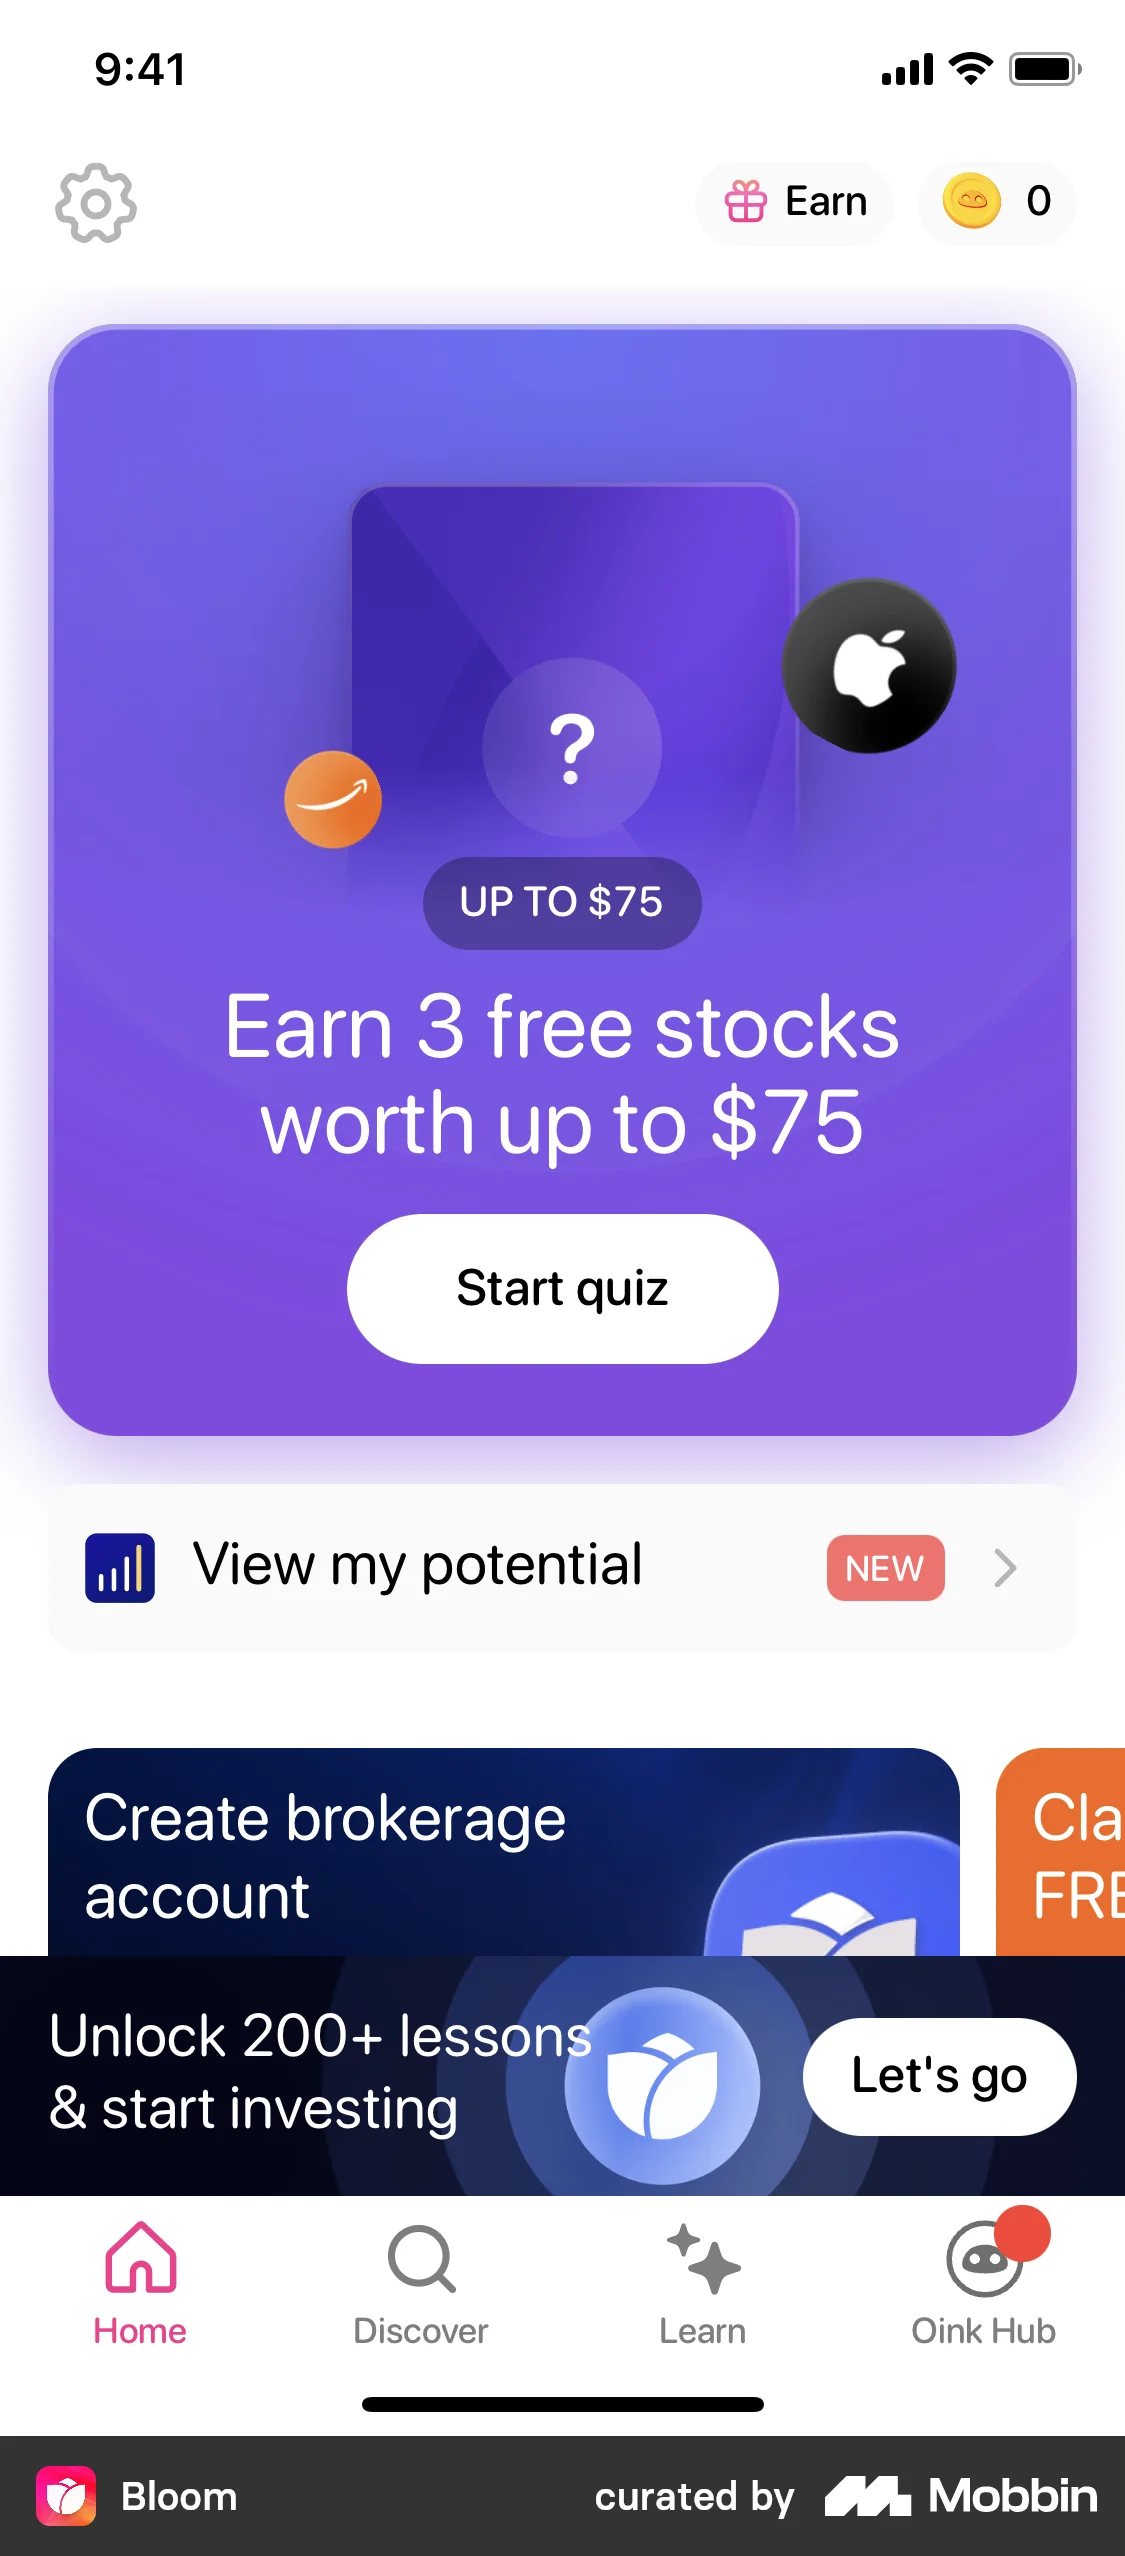 9:41
Earn
0
?
UP TO $75
Earn 3 free stocks
worth up to $75
Start quiz
View my potential
NEW
Create brokerage
account
Cla
FRE
Unlock 200+ lessons
& start investing
Let's go
Home
Discover
Learn
Oink Hub
Bloom
curated by
Mobbin